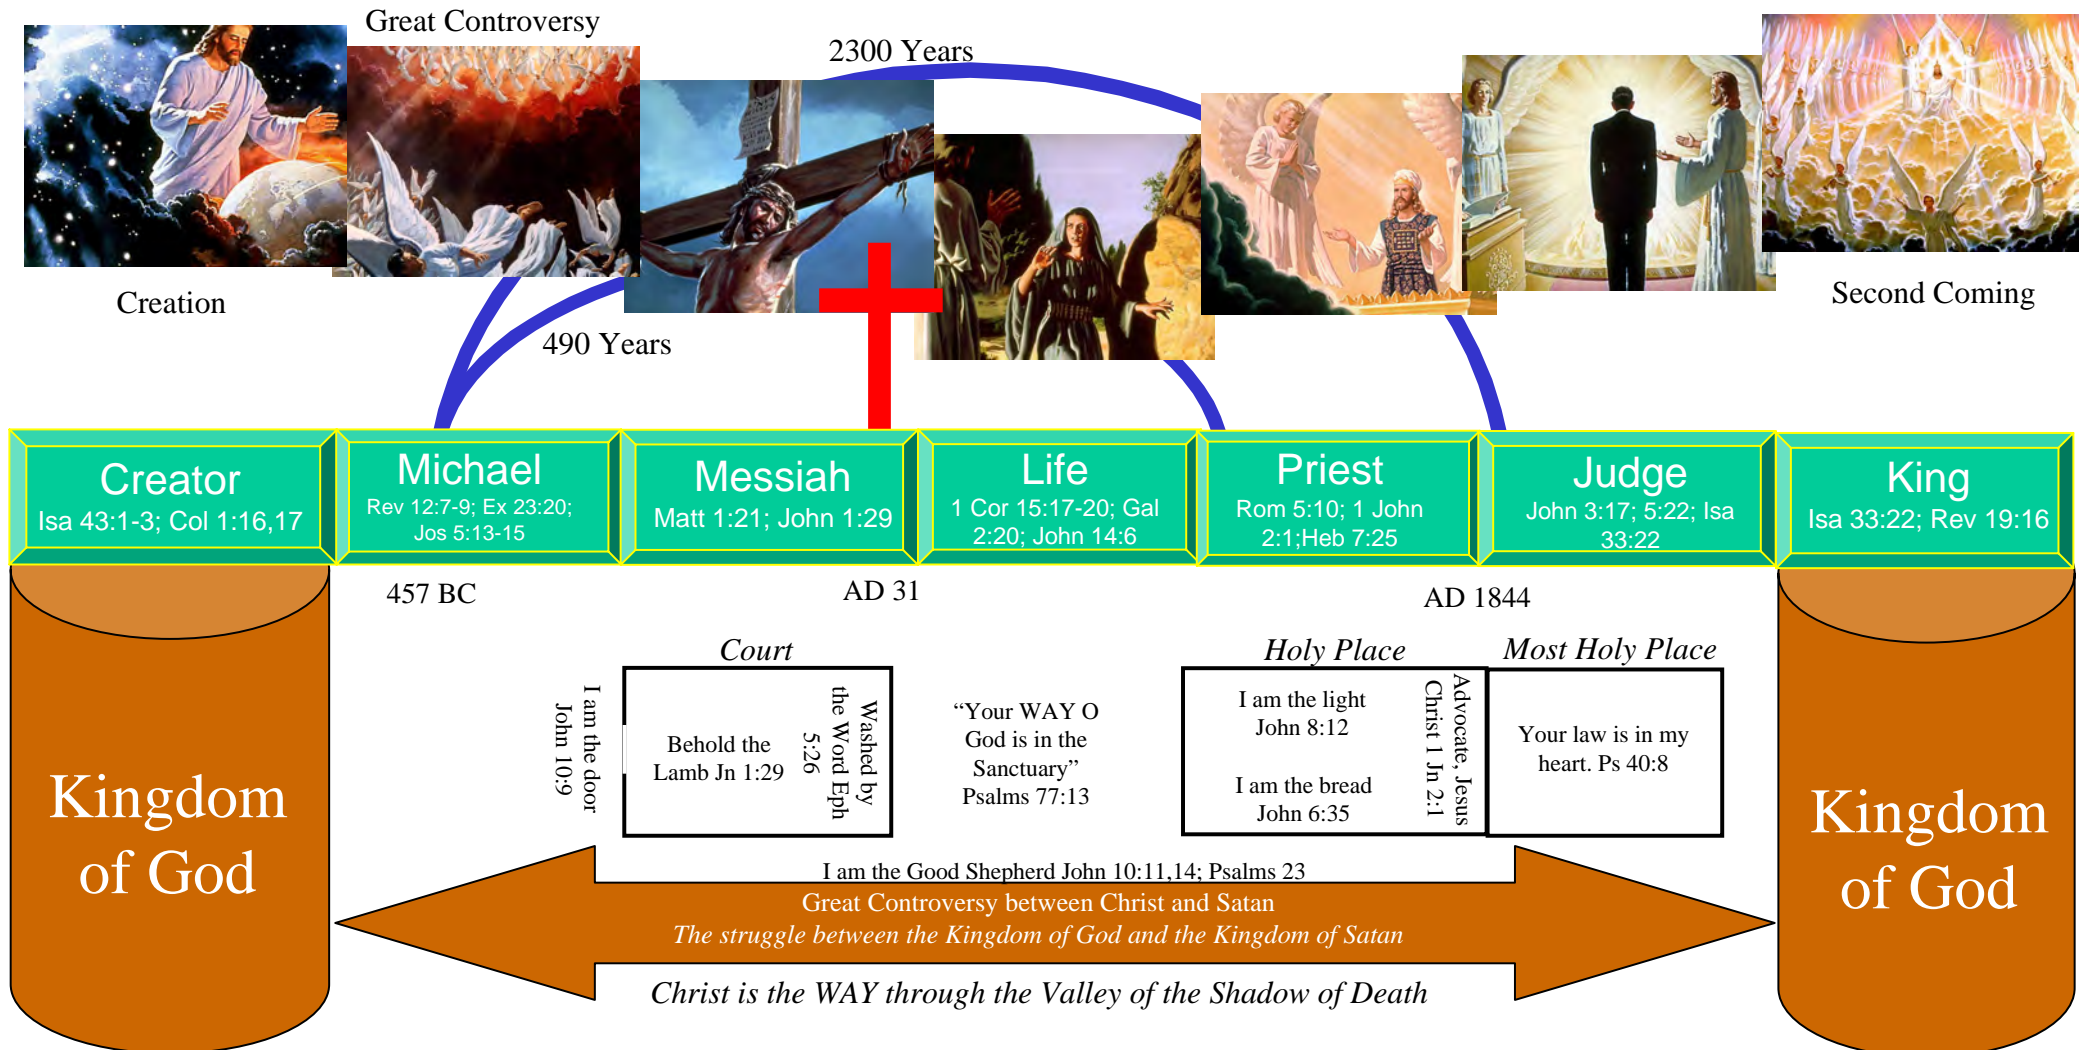 Great Controversy
2300 Years
Creation
490 Years
Second Coming
Creator
Isa 43:1-3; Col 1:16,17
Michael
Rev 12:7-9; Ex 23:20;
Jos 5:13-15
Messiah
Matt 1:21; John 1:29
Life
1 Cor 15:17-20; Gal
2:20; John 14:6
Priest
Rom 5:10; 1 John
2:1;Heb 7:25
Judge
John 3:17; 5:22; Isa
33:22
King
Isa 33:22; Rev 19:16
457 BC
AD 31
AD 1844
Court
Holy Place
Most Holy Place
I am the door
John 10:9
Behold the
Lamb Jn 1:29
Washed by
the Word Eph
5:26
“Your WAY O
God is in the
Sanctuary”
Psalms 77:13
I am the light
John 8:12
I am the bread
John 6:35
Advocate, Jesus
Christ 1 Jn 2:1
Your law is in my
heart. Ps 40:8
Kingdom
of God
Kingdom
of God
I am the Good Shepherd John 10:11,14; Psalms 23
Great Controversy between Christ and Satan
The struggle between the Kingdom of God and the Kingdom of Satan
Christ is the WAY through the Valley of the Shadow of Death